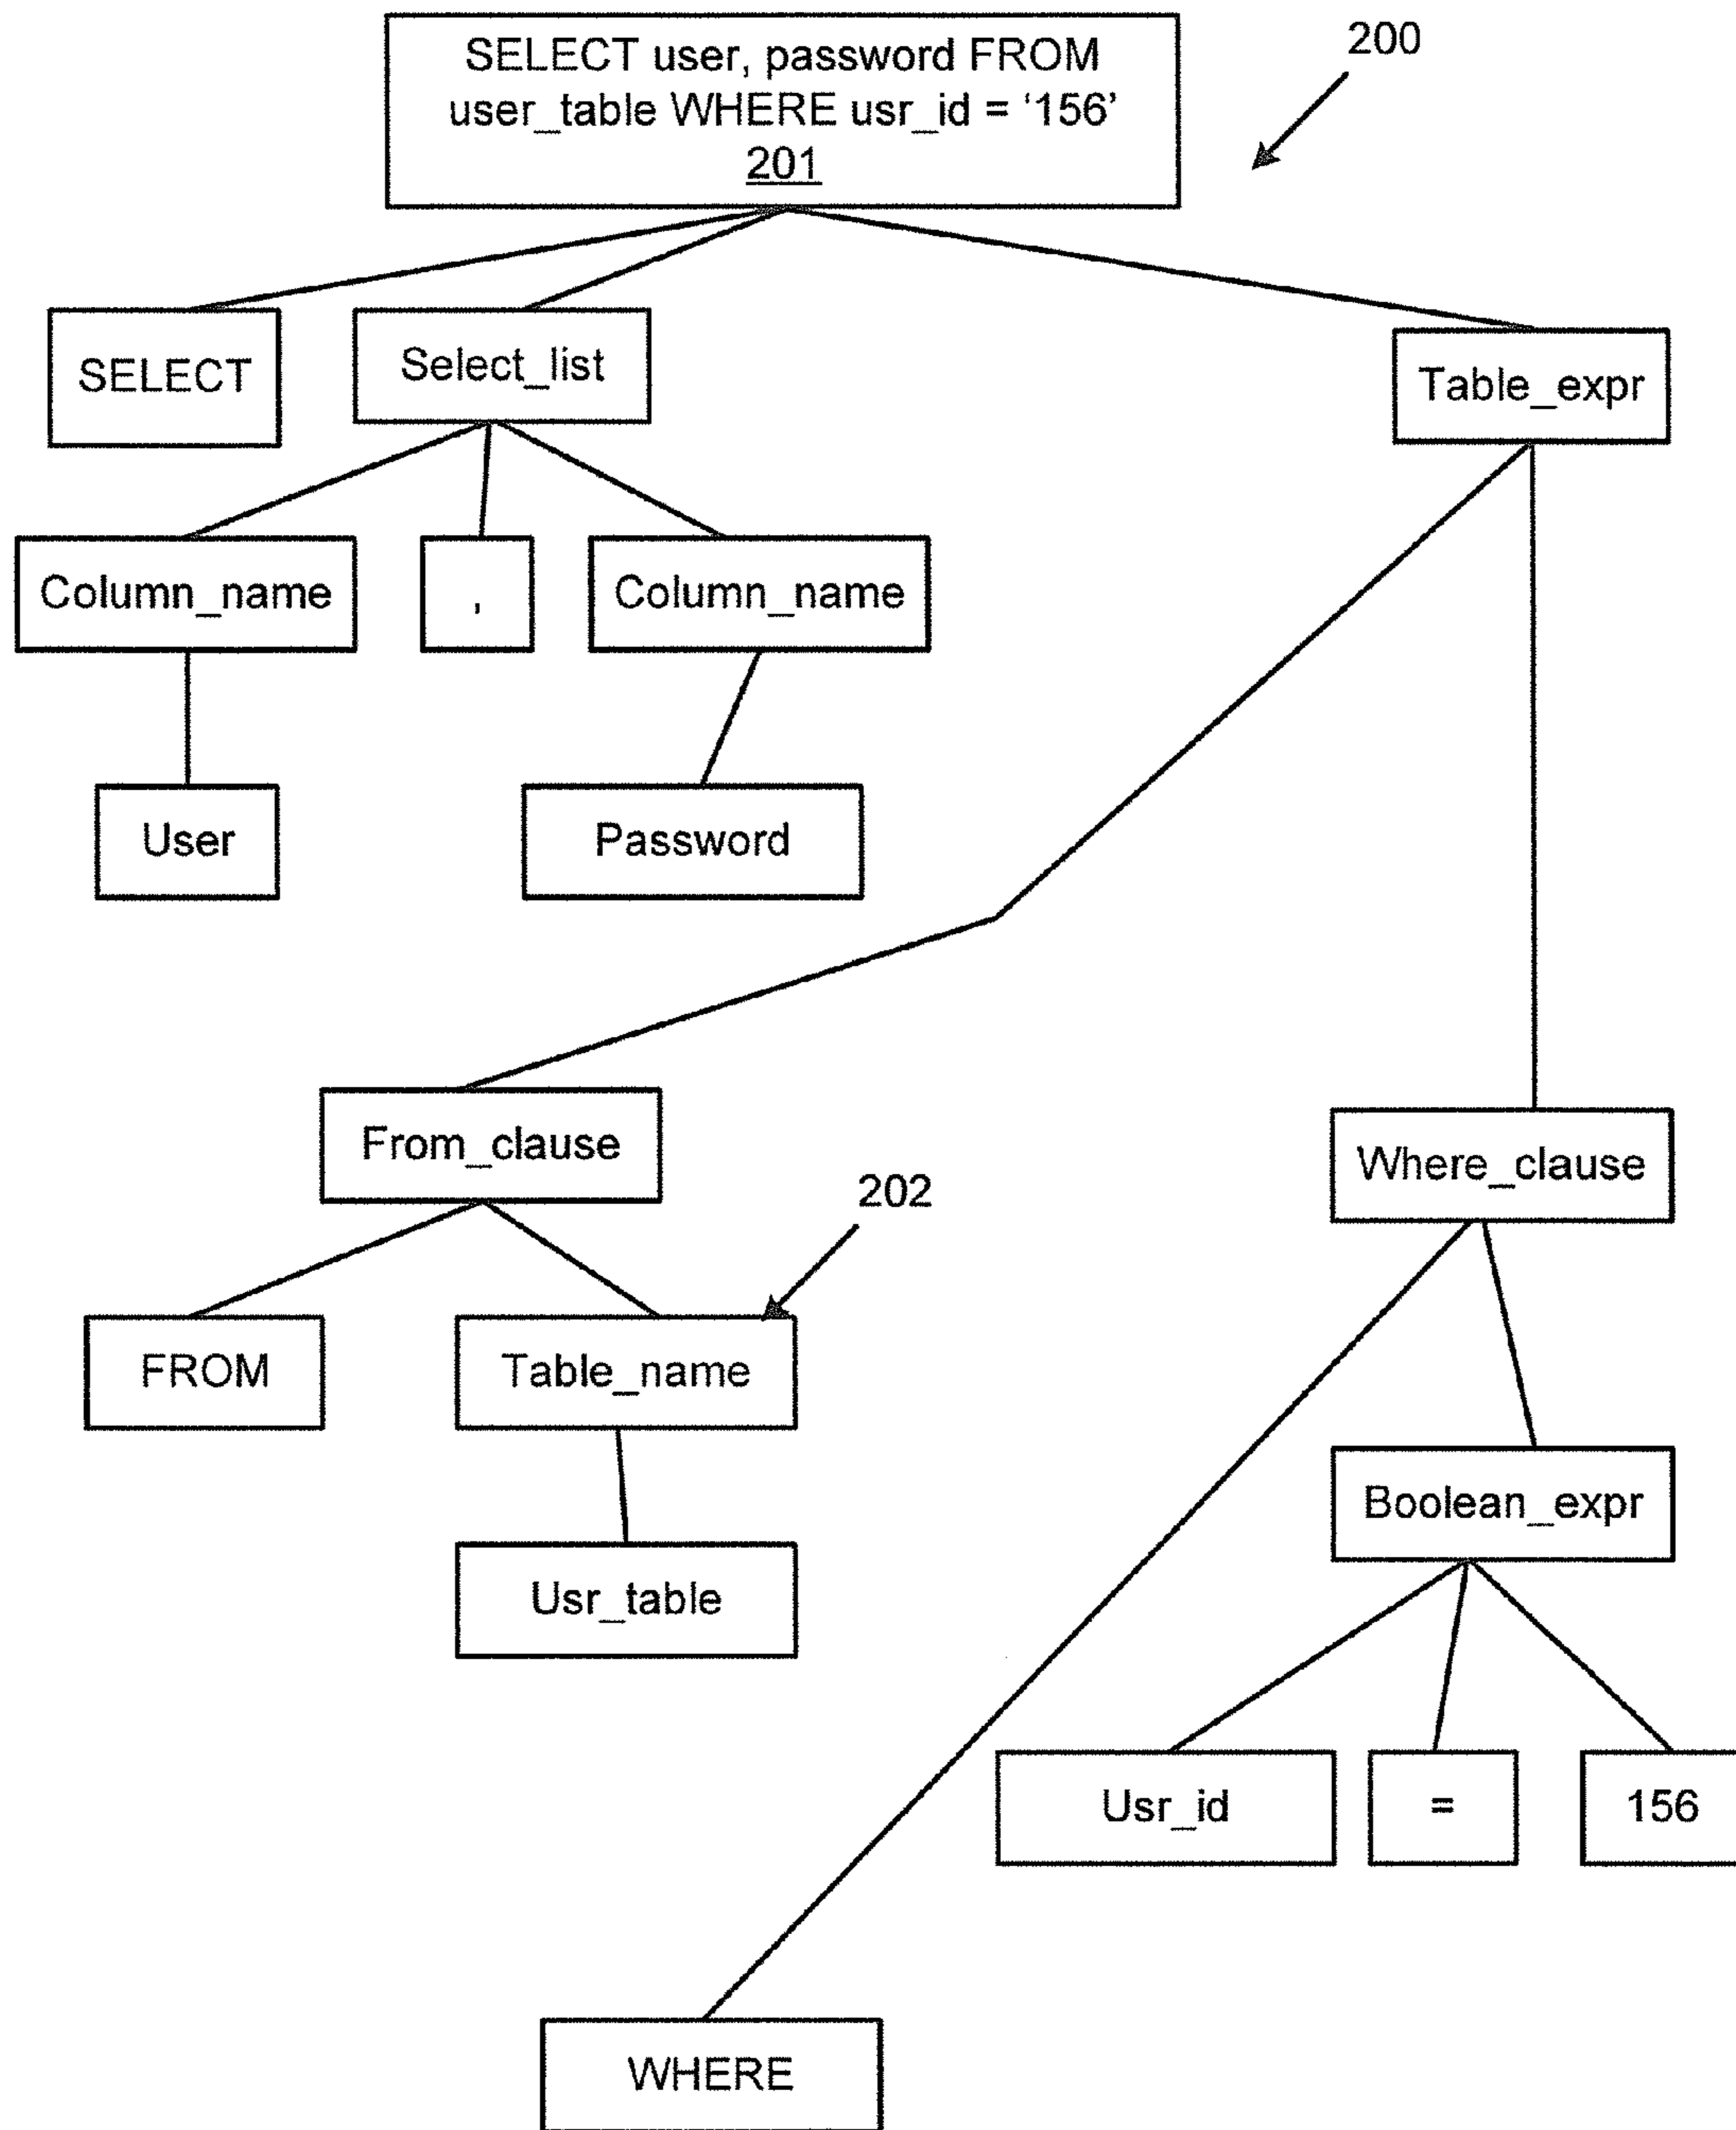 SELECT user, password FROM
user_table WHERE usr_id = ‘156’
201
200
SELECT
Select_list
Table_expr
Column_name
,
Column_name
User
Password
From_clause
Where_clause
202
FROM
Table_name
Boolean_expr
Usr_table
Usr_id
=
156
WHERE